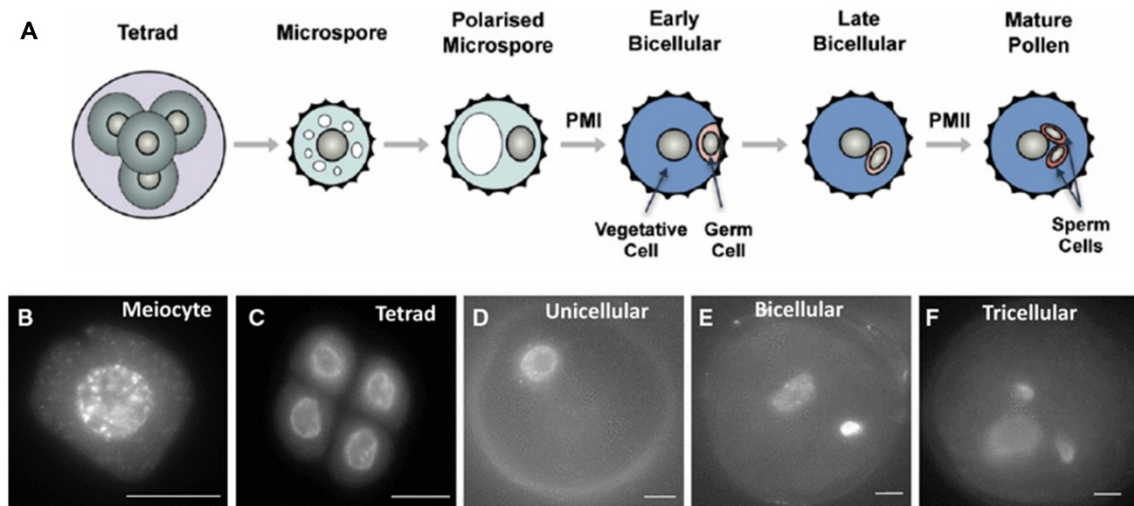 A
Tetrad
Microspore
Polarised
Microspore
Early
Bicellular
Late
Bicellular
Mature
Pollen
PMI
PMII
Vegetative
Cell
Germ
Cell
Sperm
Cells
B Meiocyte
C Tetrad
D Unicellular
E Bicellular
F Tricellular